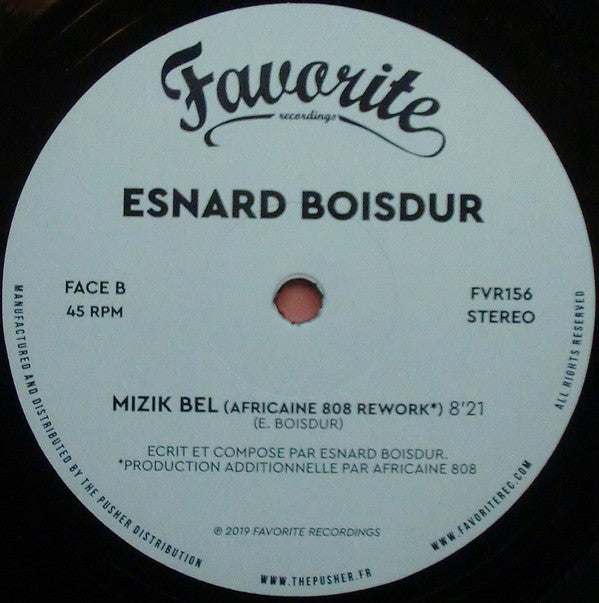 Favorite
recordings
ESNARD BOISDUR
FACE B
45 RPM
FVR156
STEREO
MIZIK BEL (AFRICAINE 808 REWORK*) 8'21
(E. BOISDUR)
ECRIT ET COMPOSE PAR ESNARD BOISDUR.
*PRODUCTION ADDITIONNELLE PAR AFRICAINE 808
℗ 2019 FAVORITE RECORDINGS
MANUFACTURED AND DISTRIBUTED BY THE PUSHER DISTRIBUTION
WWW.THEPUSHER.FR
WWW.FAVORITEREC.COM
ALL RIGHTS RESERVED